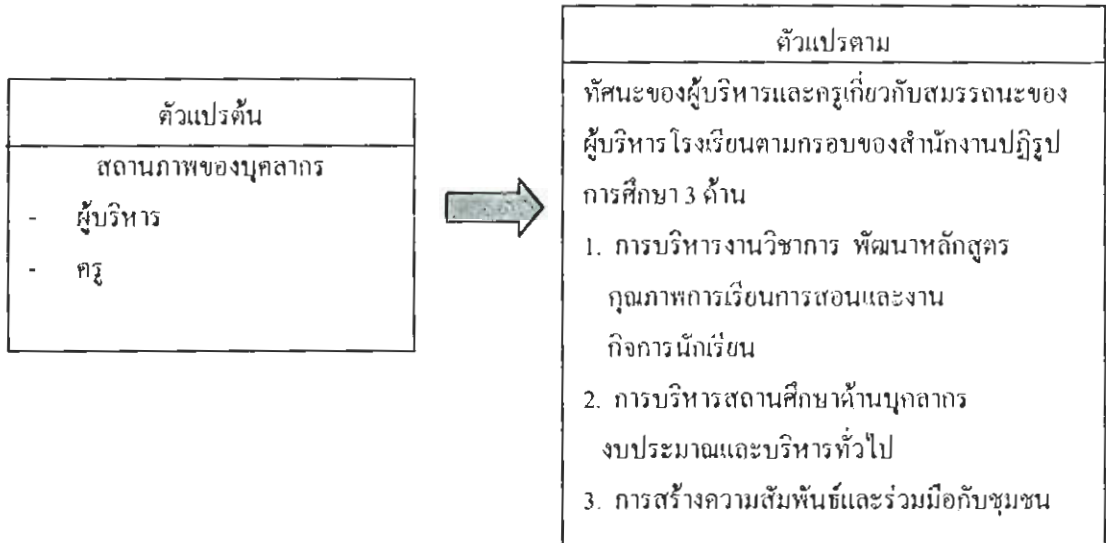 ตัวแปรต้น
สถานภาพของบุคลากร
- ผู้บริหาร
- ครู
ตัวแปรตาม
ทัศนะของผู้บริหารและครูเกี่ยวกับสมรรถนะของ
ผู้บริหารโรงเรียนตามกรอบของสำนักงานปฏิรูป
การศึกษา 3 ด้าน
1. การบริหารงานวิชาการ พัฒนาหลักสูตร
คุณภาพการเรียนการสอนและงาน
กิจการนักเรียน
2. การบริหารสถานศึกษาด้านบุคลากร
งบประมาณและบริหารทั่วไป
3. การสร้างความสัมพันธ์และร่วมมือกับชุมชน